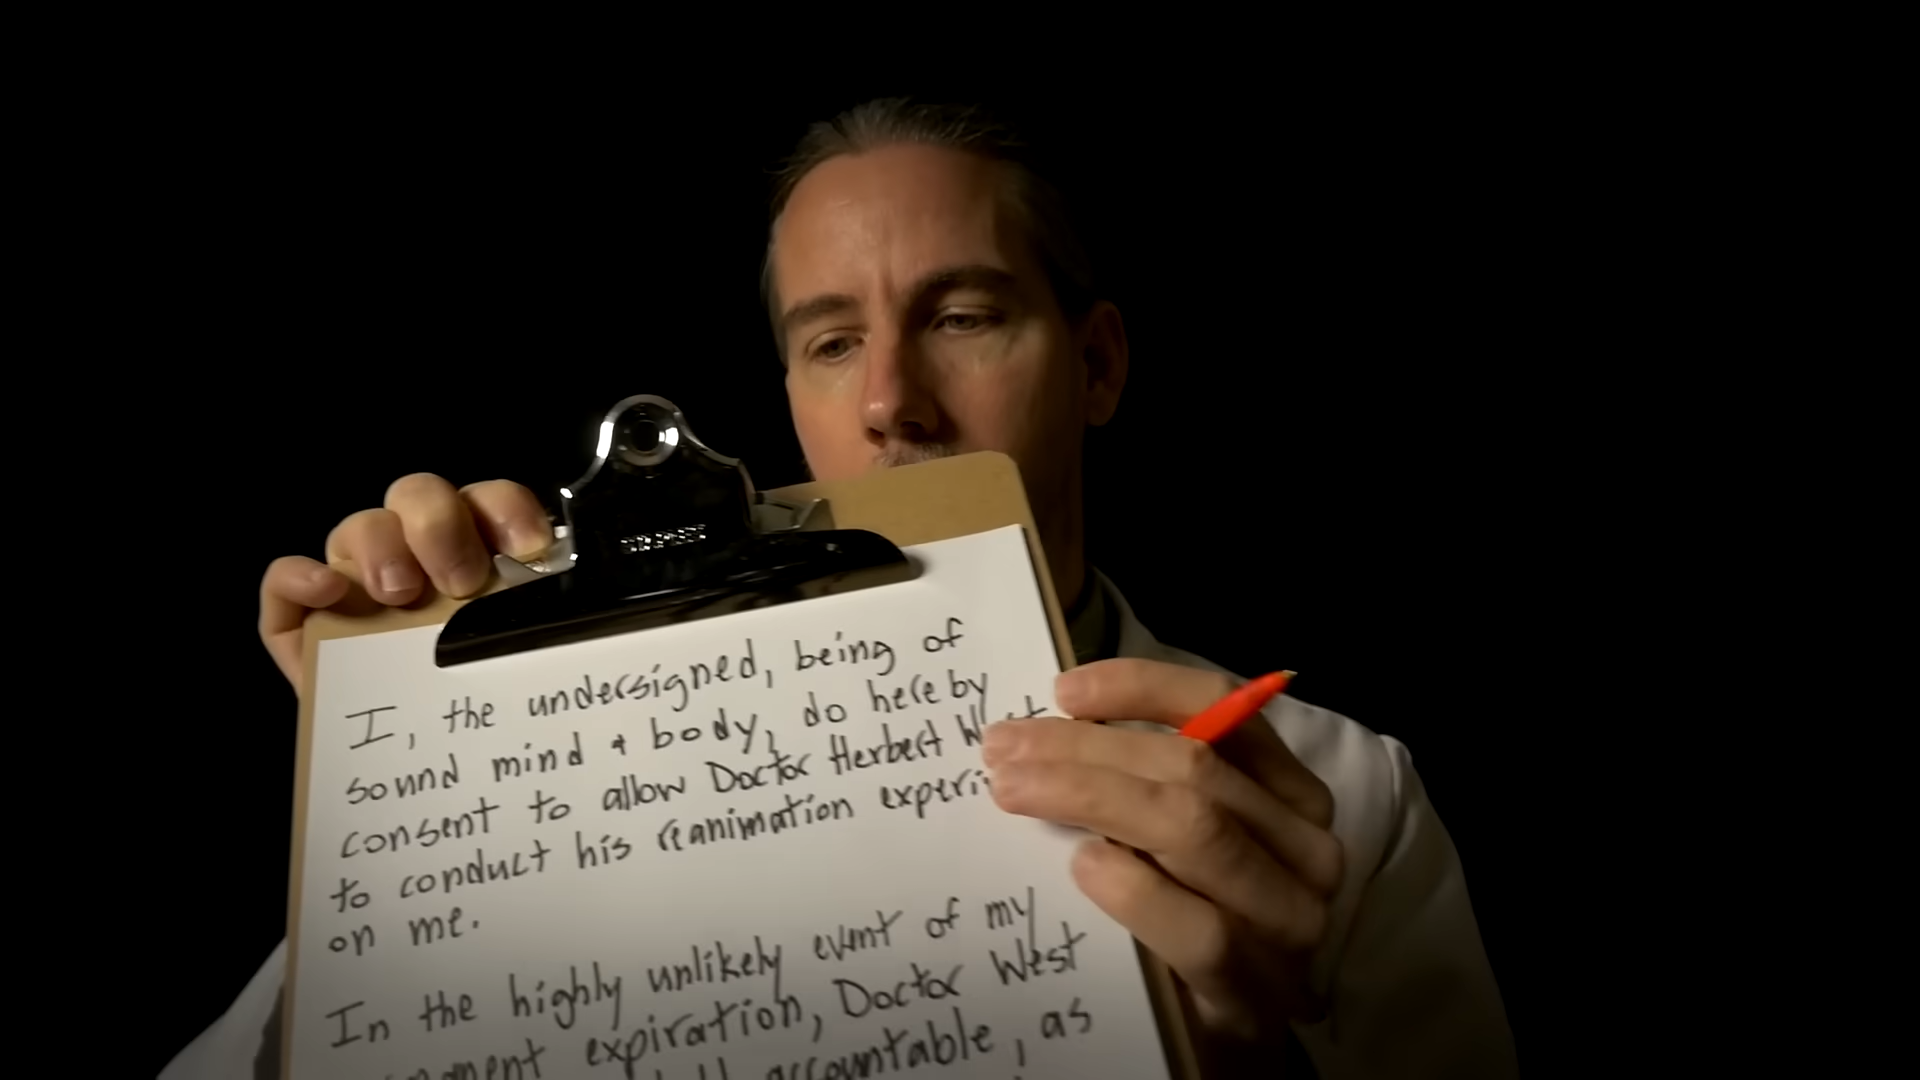 I, the undersigned, being of
sound mind & body, do hereby
consent to allow Doctor Herbert
to conduct his reanimation
on me.
In the highly unlikely event of my
expiration, Doctor West
accountable, as